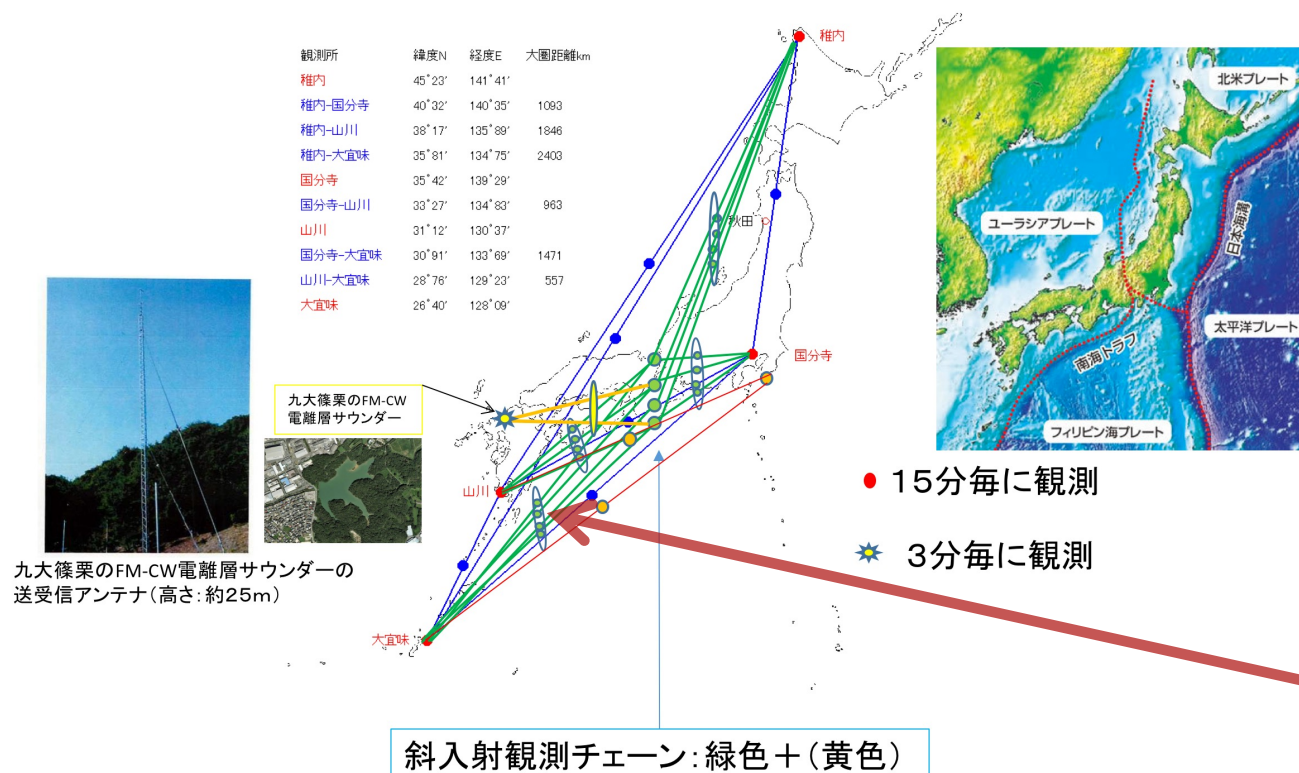 観測所 緯度N 経度E 大圏距離km
稚内 45°23′ 141°41′
稚内-国分寺 40°32′ 140°35′ 1093
稚内-山川 38°17′ 135°89′ 1846
稚内-大宜味 35°81′ 134°75′ 2403
国分寺 35°42′ 139°29′
国分寺-山川 33°27′ 134°83′ 963
山川 31°12′ 130°37′
国分寺-大宜味 30°91′ 133°69′ 1471
山川-大宜味 28°76′ 129°23′ 557
大宜味 26°40′ 128°09′
稚内
秋田
国分寺
山川
大宜味
九大篠栗のFM-CW
電離層サウンダー
九大篠栗のFM-CW電離層サウンダーの
送受信アンテナ(高さ:約25m)
北米プレート
ユーラシアプレート
日本海溝
太平洋プレート
南海トラフ
フィリピン海プレート
15分毎に観測
3分毎に観測
斜入射観測チェーン:緑色+(黄色)